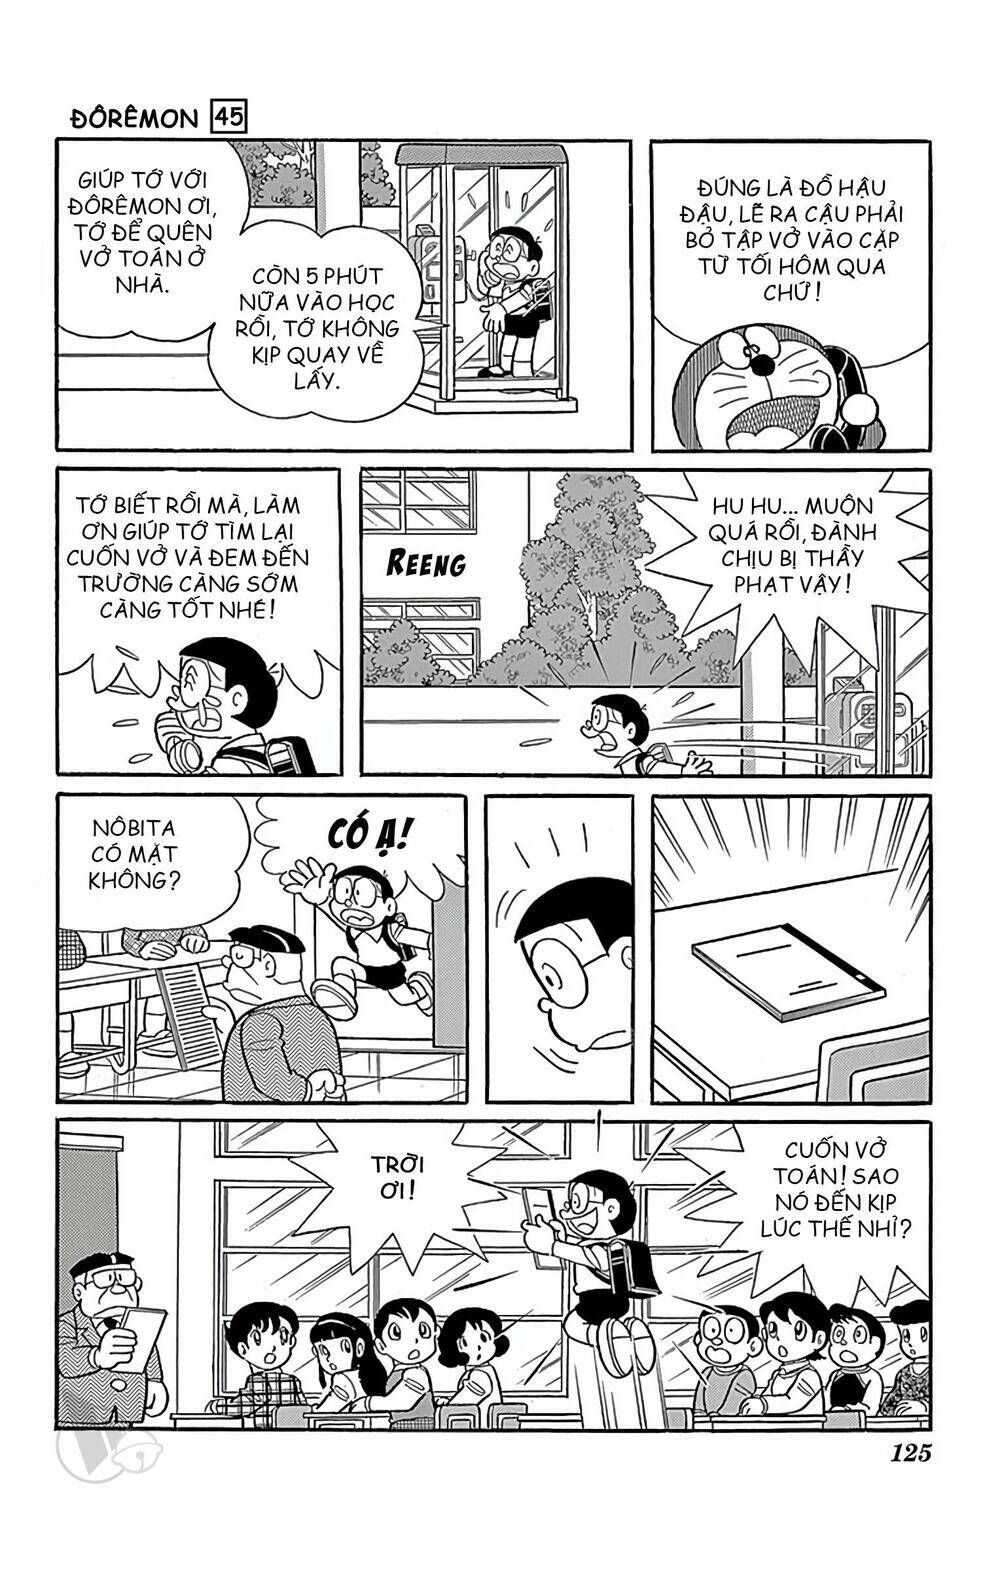 ĐÔRÊMON 45
GIÚP TỚ VỚI
ĐÔRÊMON ƠI,
TỚ ĐỂ QUÊN
VỞ TOÁN Ở
NHÀ.
CÒN 5 PHÚT
NỮA VÀO HỌC
RỒI, TỚ KHÔNG
KỊP QUAY VỀ
LẤY.
ĐÚNG LÀ ĐỒ HẬU
ĐẬU, LẼ RA CẬU PHẢI
BỎ TẬP VỞ VÀO CẶP
TỪ TỐI HÔM QUA
CHỨ!
TỚ BIẾT RỒI MÀ, LÀM
ƠN GIÚP TỚ TÌM LẠI
CUỐN VỞ VÀ ĐEM ĐẾN
TRƯỜNG CÀNG SỚM
CÀNG TỐT NHÉ!
REENG
HU HU... MUỘN
QUÁ RỒI, ĐÀNH
CHỊU BỊ THẦY
PHẠT VẬY!
NÔBITA
CÓ MẶT
KHÔNG?
CÓ Ạ!
TRỜI
ƠI!
CUỐN VỞ
TOÁN! SAO
NÓ ĐẾN KỊP
LÚC THẾ NHỈ?
125